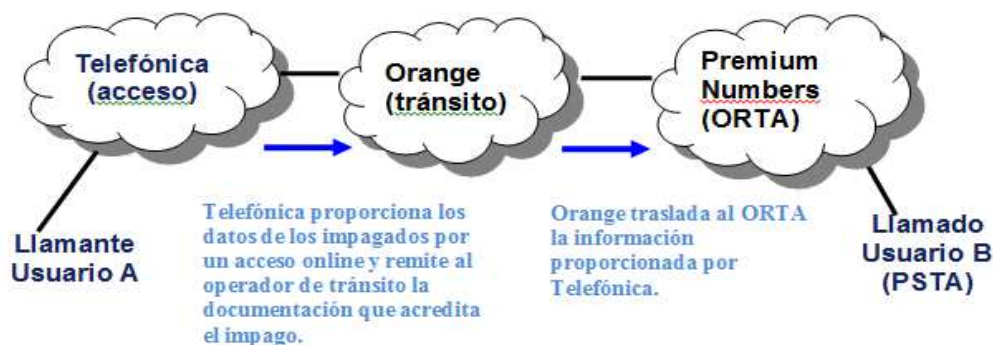 Telefónica
(acceso)
Orange
(tránsito)
Premium
Numbers
(ORTA)
Llamante
Usuario A
Telefónica proporciona los
datos de los impagados por
un acceso online y remite al
operador de tránsito la
documentación que acredita
el impago.
Orange traslada al ORTA
la información
proporcionada por
Telefónica.
Llamado
Usuario B
(PSTA)